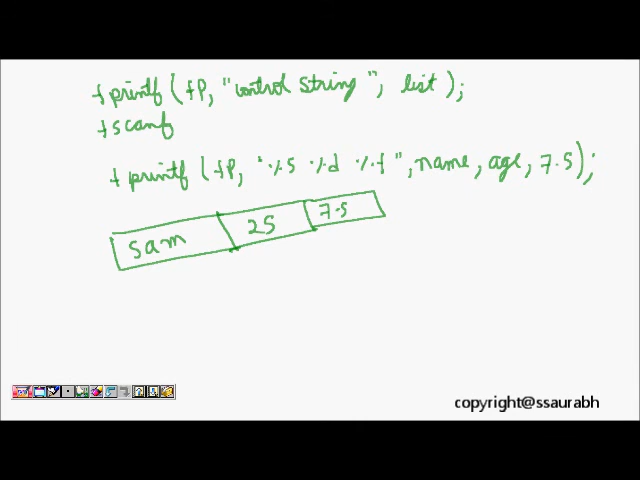 fprintf (fp, "control string", list );
fscanf
fprintf (fp, "%s %d %f", name, age, 7.5);
sam 25 7.5
copyright@ssaurabh